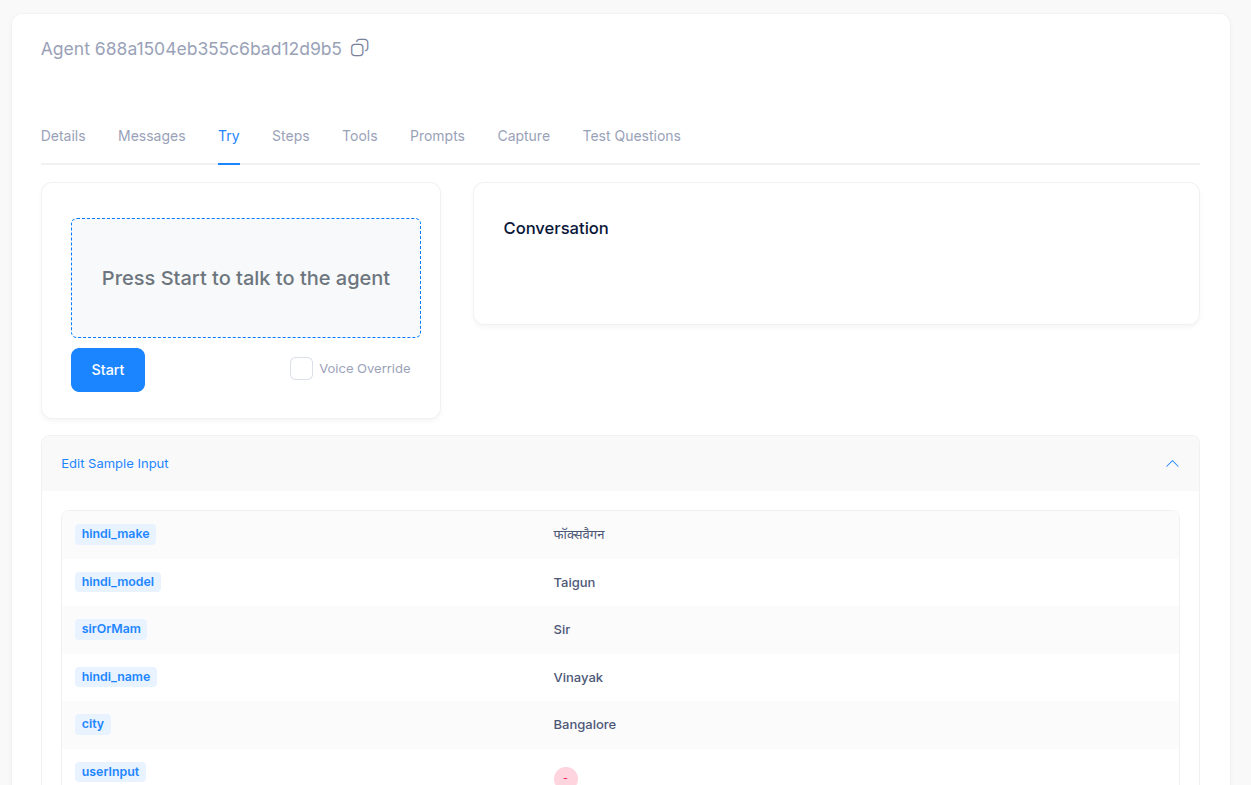 Agent 688a1504eb355c6bad12d9b5
Details Messages Try Steps Tools Prompts Capture Test Questions
Press Start to talk to the agent
Start
Voice Override
Conversation
Edit Sample Input
hindi_make फॉक्सवैगन
hindi_model Taigun
sirOrMam Sir
hindi_name Vinayak
city Bangalore
userInput -